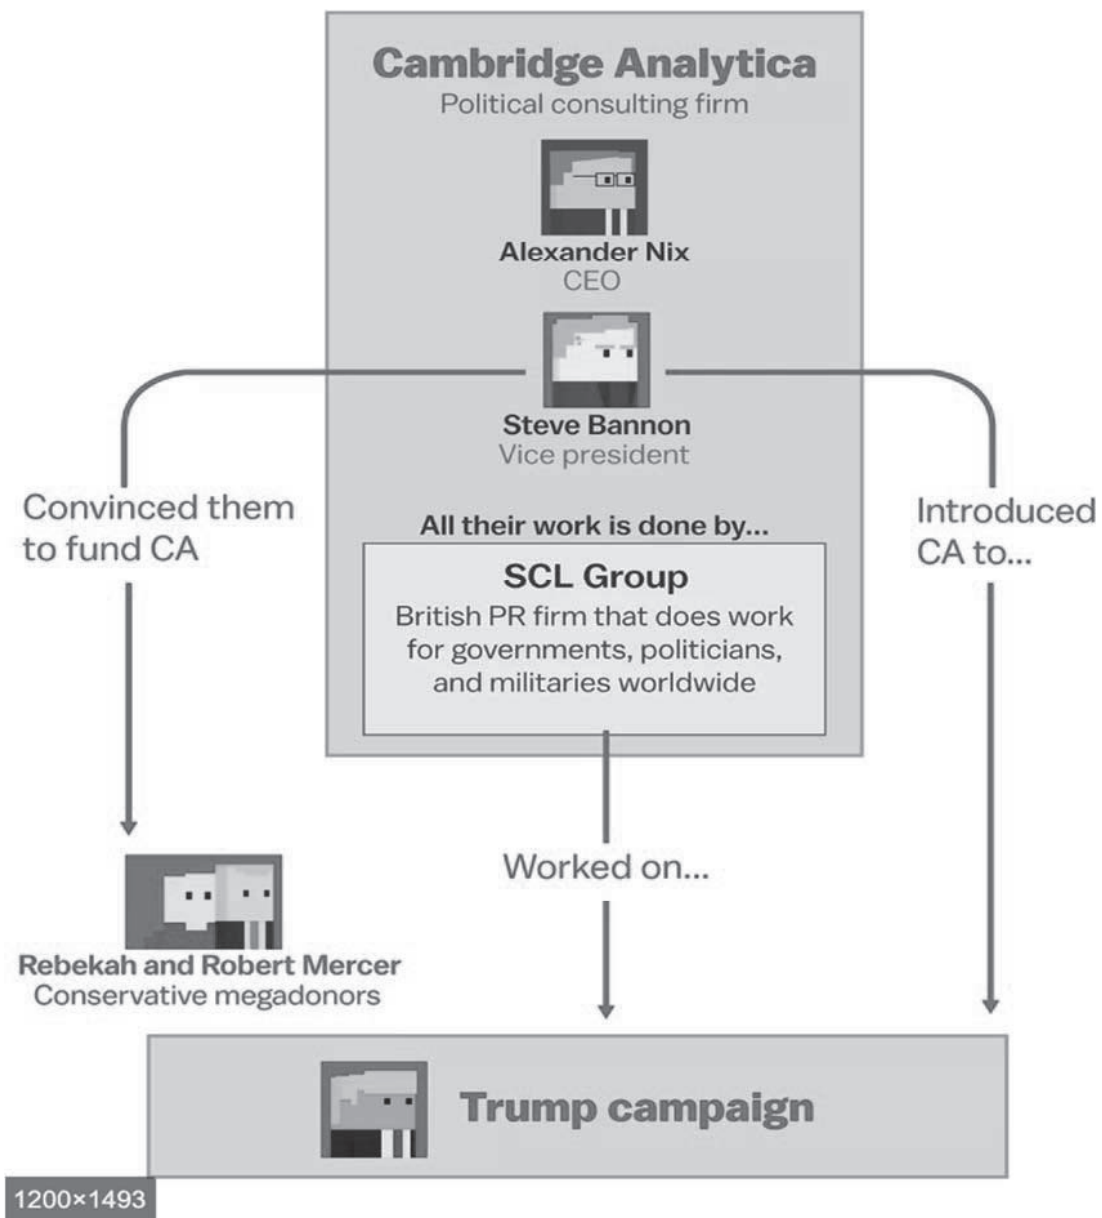 Cambridge Analytica
Political consulting firm
Alexander Nix
CEO
Steve Bannon
Vice president
Convinced them
to fund CA
Introduced
CA to...
All their work is done by...
SCL Group
British PR firm that does work
for governments, politicians,
and militaries worldwide
Worked on...
Rebekah and Robert Mercer
Conservative megadonors
Trump campaign
1200×1493